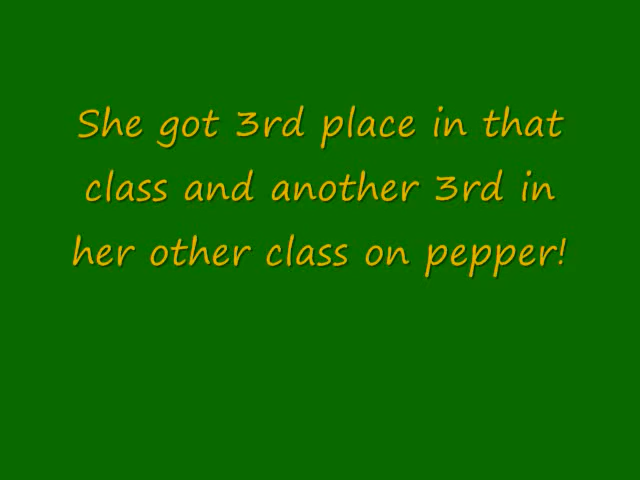 She got 3rd place in that
class and another 3rd in
her other class on pepper!